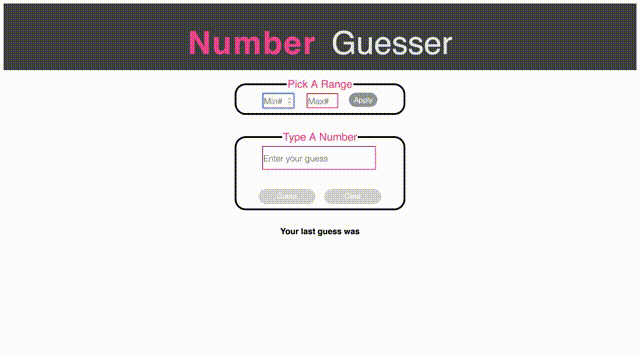 Number Guesser
Pick A Range
Min# Max# Apply
Type A Number
Enter your guess
Your last guess was